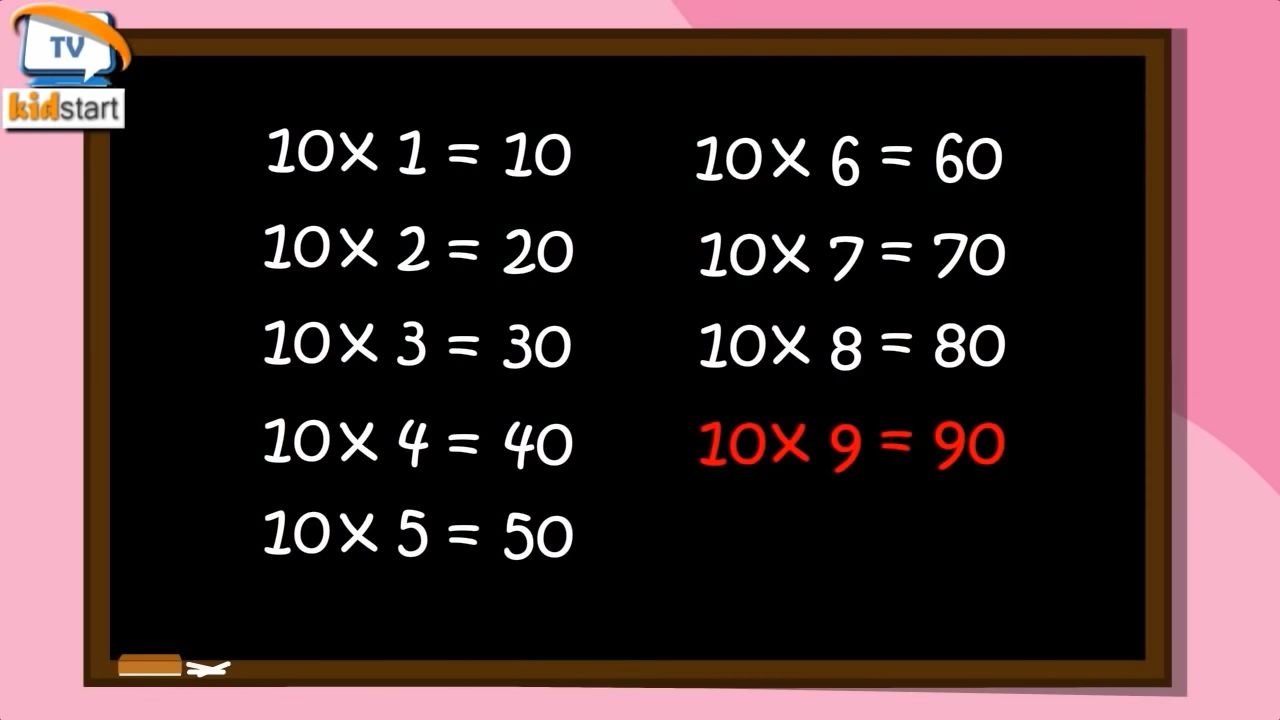 TV
kidstart
10× 1 = 10
10× 2 = 20
10× 3 = 30
10× 4 = 40
10× 5 = 50
10× 6 = 60
10× 7 = 70
10× 8 = 80
10× 9 = 90